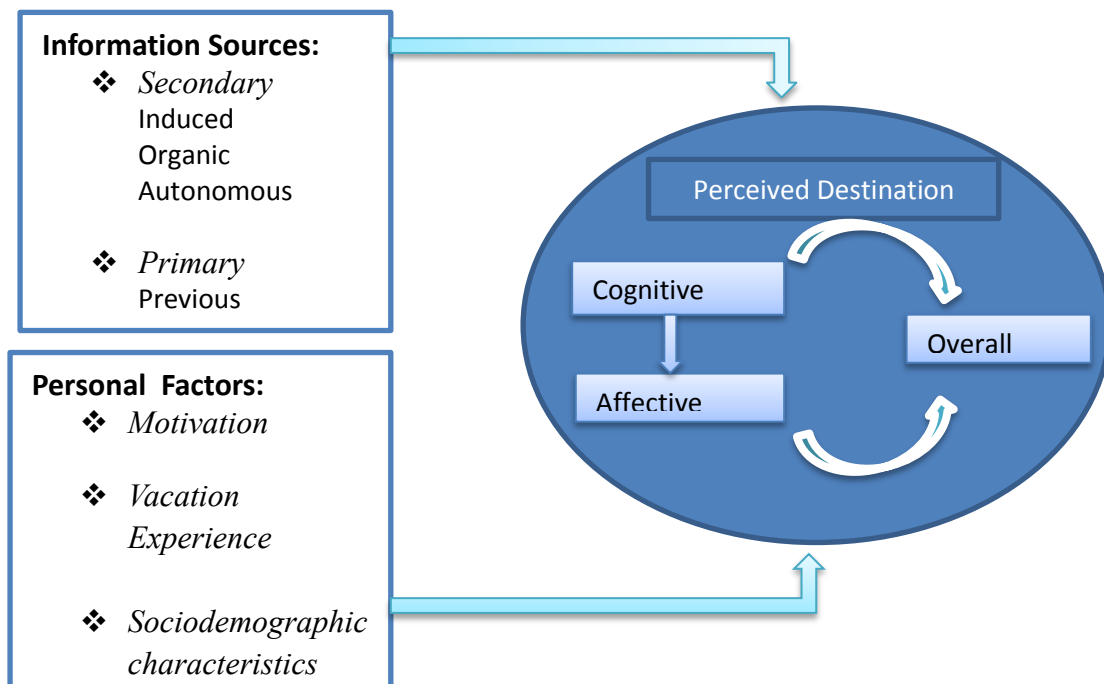 Information Sources:
❖ Secondary
Induced
Organic
Autonomous
❖ Primary
Previous
Personal Factors:
❖ Motivation
❖ Vacation
Experience
❖ Sociodemographic
characteristics
Perceived Destination
Cognitive
Affective
Overall